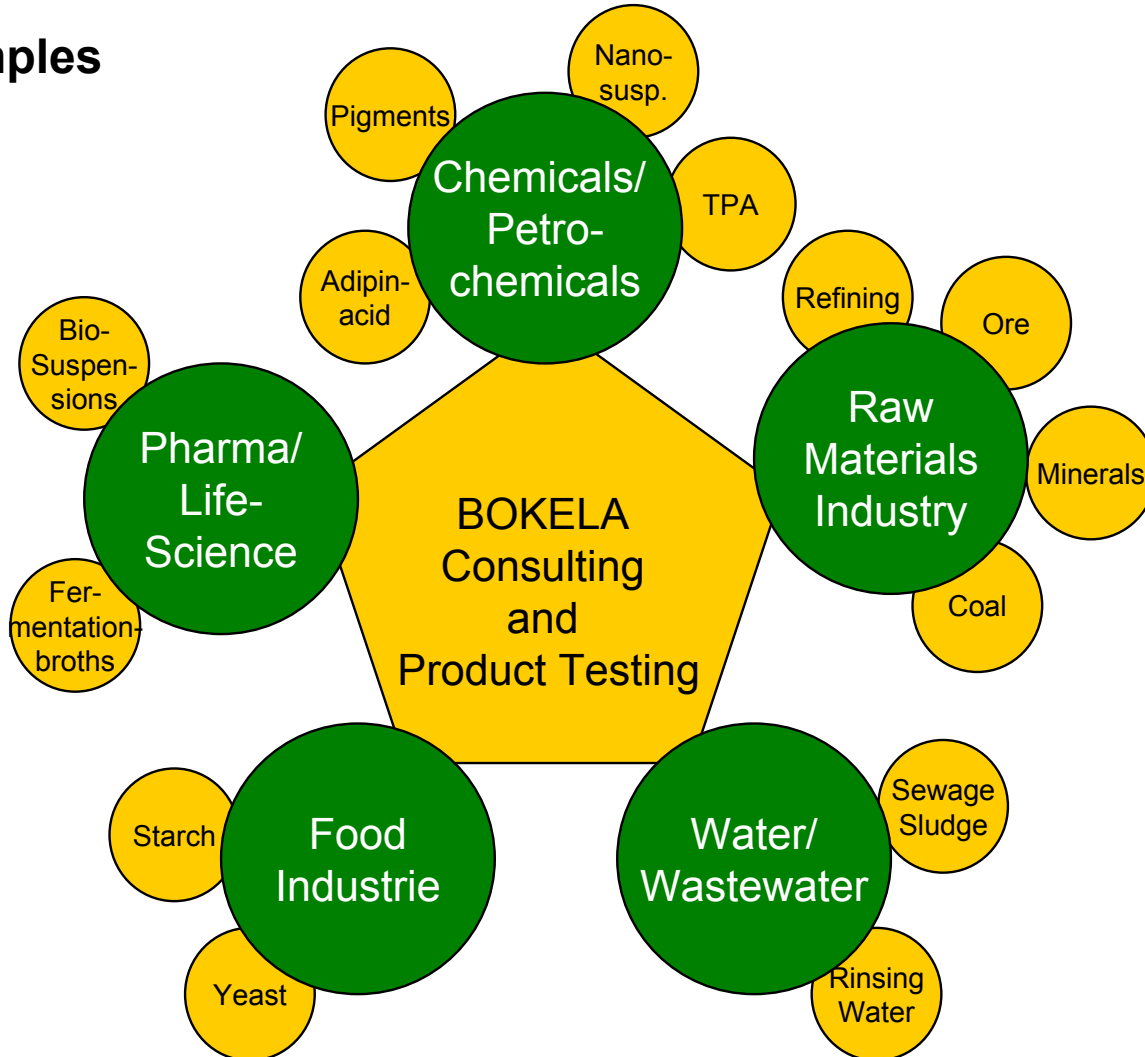 mples
Nano-
susp.
Pigments
Chemicals/
Petro-
chemicals
TPA
Adipin-
acid
Refining
Ore
Raw
Materials
Industry
Minerals
Coal
Bio-
Suspen-
sions
Pharma/
Life-
Science
Fer-
mentation-
broths
BOKELA
Consulting
and
Product Testing
Starch
Food
Industrie
Yeast
Water/
Wastewater
Sewage
Sludge
Rinsing
Water